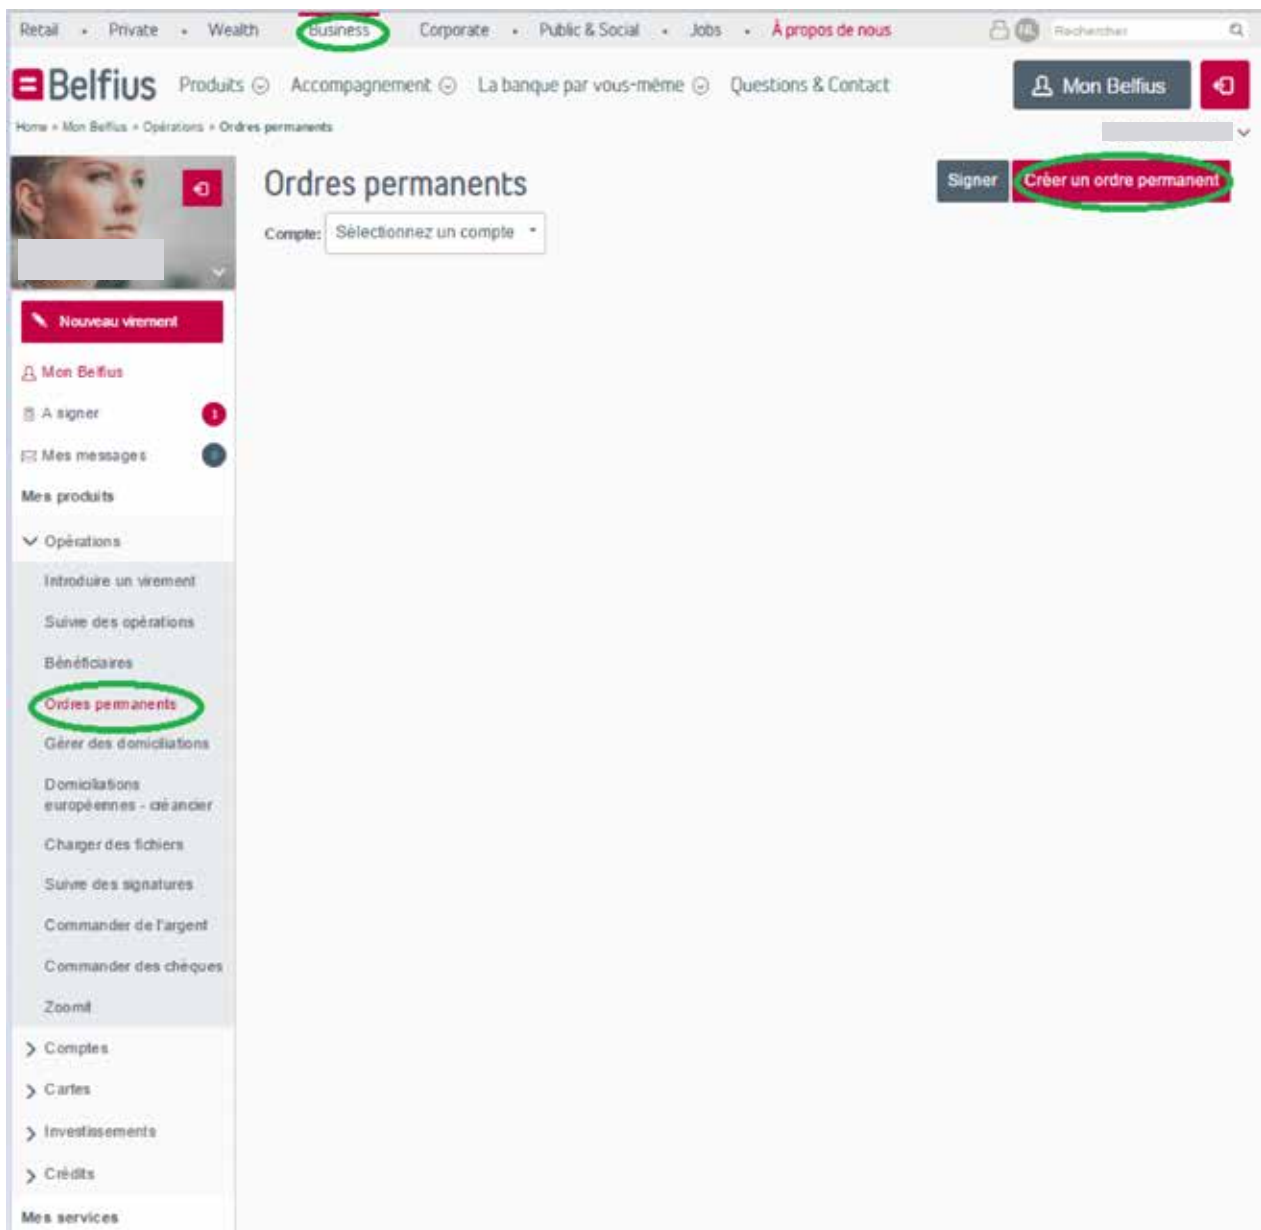 Retail • Private • Wealth Business Corporate • Public & Social • Jobs • À propos de nous Rechercher
Belfius Produits Accompagnement La banque par vous-même Questions & Contact Mon Belfius
Home » Mon Belfius » Opérations » Ordres permanents
Ordres permanents Signer Créer un ordre permanent
Compte: Sélectionnez un compte
Nouveau virement
Mon Belfius
A signer
Mes messages
Mes produits
Opérations
Introduire un virement
Suivre des opérations
Bénéficiaires
Ordres permanents
Gérer des domiciliations
Domiciliations
européennes - créancier
Charger des fichiers
Suivre des signatures
Commander de l'argent
Commander des chèques
Zoomit
Comptes
Cartes
Investissements
Crédits
Mes services